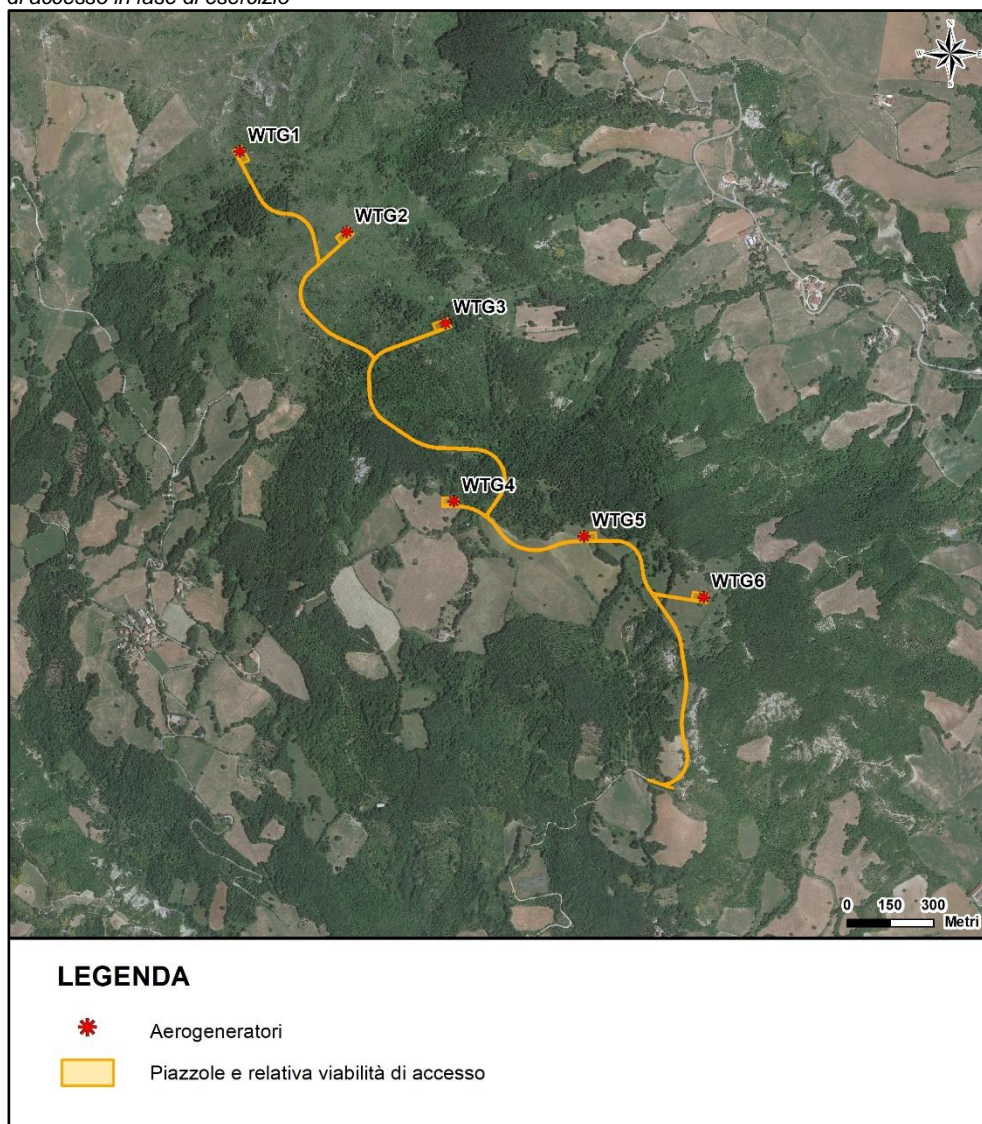 di accesso in fase di esercizio
N
W E
S
WTG1
WTG2
WTG3
WTG4
WTG5
WTG6
0 150 300
Metri
LEGENDA
Aerogeneratori
Piazzole e relativa viabilità di accesso